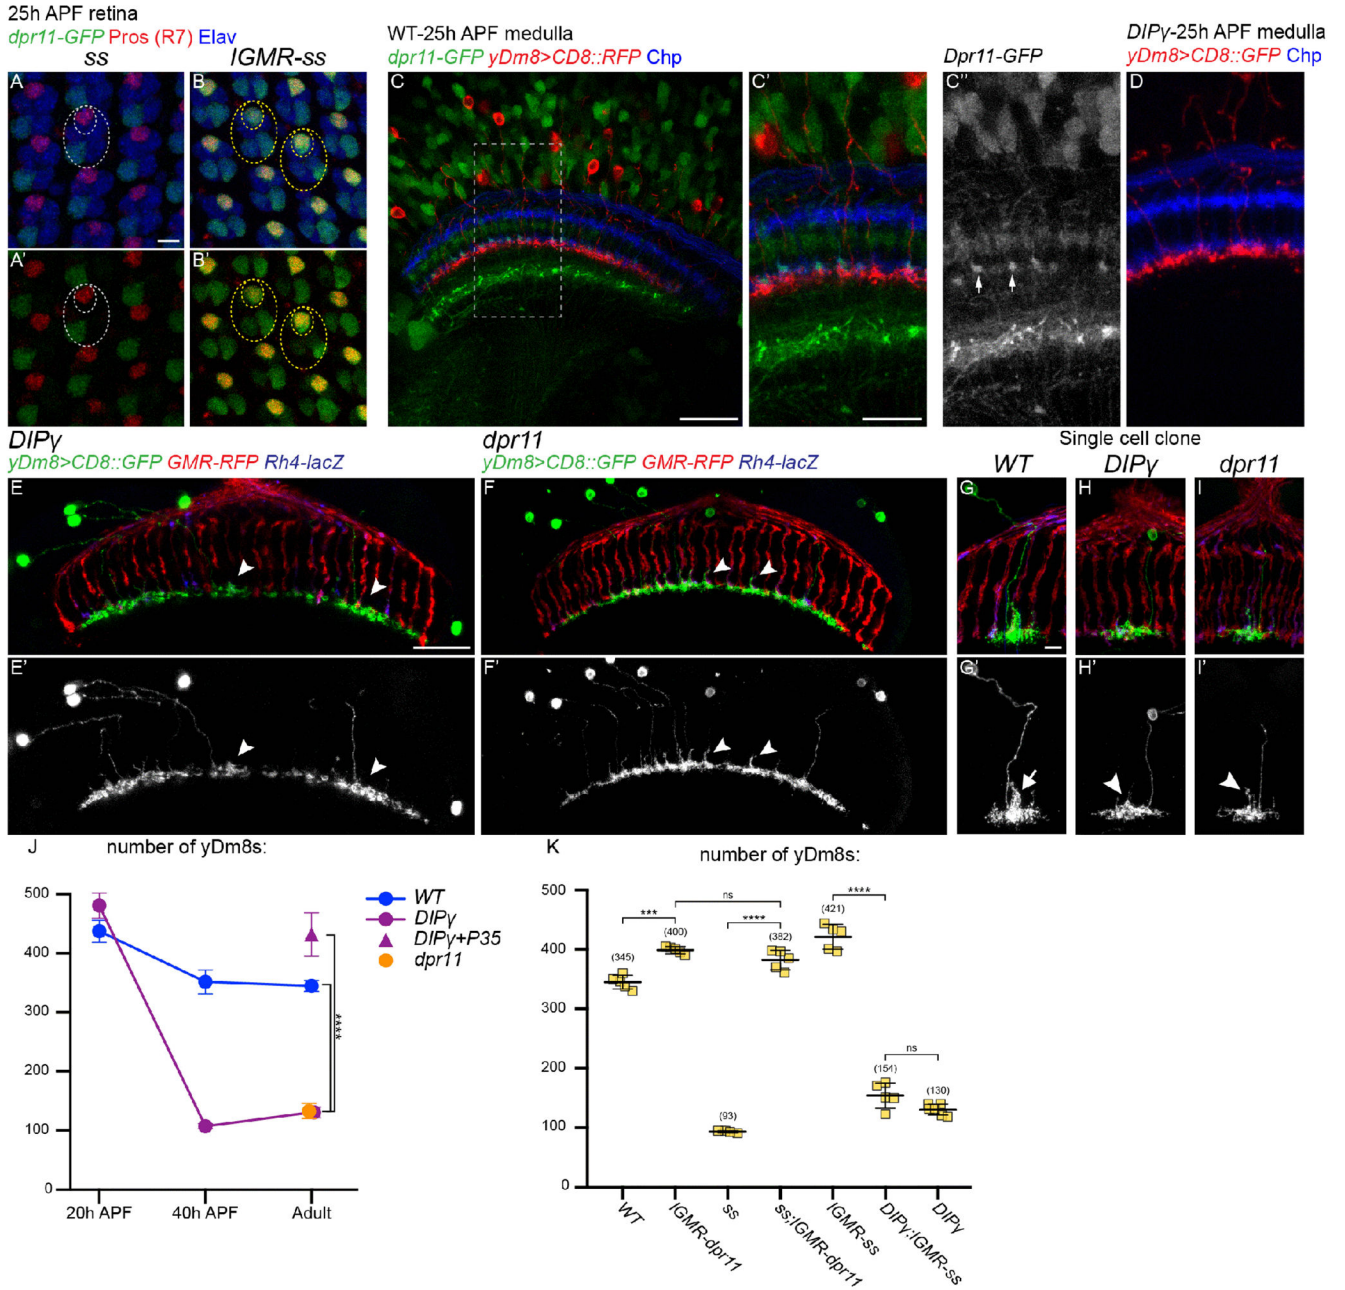 25h APF retina
dpr11-GFP Pros (R7) Elav
ss
lGMR-ss
WT-25h APF medulla
dpr11-GFP yDm8>CD8::RFP Chp
Dpr11-GFP
DIPγ-25h APF medulla
yDm8>CD8::GFP Chp
A
B
C
C'
C''
D
A'
B'
DIPγ
yDm8>CD8::GFP GMR-RFP Rh4-lacZ
dpr11
yDm8>CD8::GFP GMR-RFP Rh4-lacZ
Single cell clone
WT
DIPγ
dpr11
E
F
G
H
I
E'
F'
G'
H'
I'
J
number of yDm8s:
500
400
300
200
100
0
20h APF
40h APF
Adult
****
WT
DIPγ
DIPγ+P35
dpr11
K
number of yDm8s:
500
400
300
200
100
0
(345)
***
(400)
ns
(93)
****
(382)
(421)
****
(154)
ns
(130)
WT
lGMR-dpr11
ss
ss;lGMR-dpr11
lGMR-ss
DIPγ;lGMR-ss
DIPγ